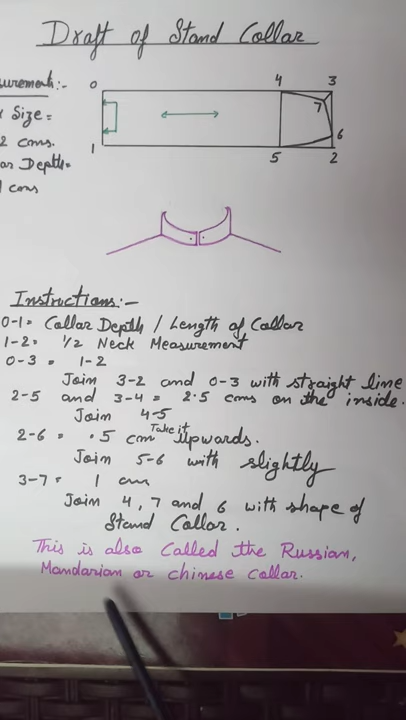 Draft of Stand Collar
surement:-
Size =
2 cms.
ar Depth=
cms
0
4
3
7
6
1
5
2
Instructions:-
0-1= Collar Depth / Length of Collar
1-2= 1/2 Neck Measurement
0-3 = 1-2
Join 3-2 and 0-3 with straight line
2-5 and 3-4 = 2.5 cms on the inside.
Join 4-5
2-6 = .5 cm Take it upwards.
Join 5-6 with slightly
3-7= 1 cm
Join 4, 7 and 6 with shape of
Stand Collar.
This is also Called the Russian,
Mandarian or chinese collar.